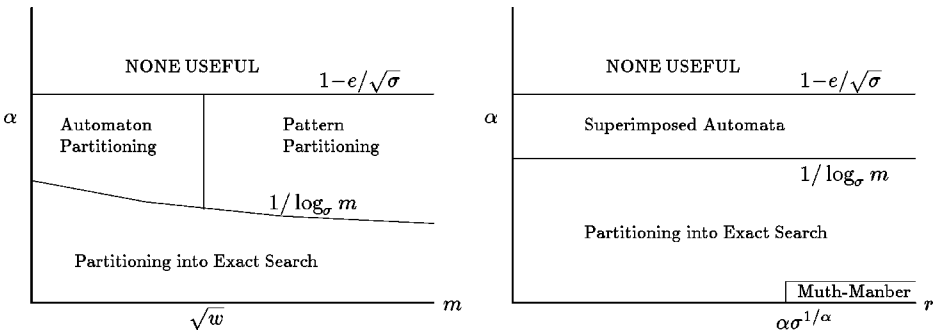 NONE USEFUL
1−e/√σ
α
Automaton
Partitioning
Pattern
Partitioning
1/ log_σ m
Partitioning into Exact Search
m
√w
NONE USEFUL
1−e/√σ
α
Superimposed Automata
1/ log_σ m
Partitioning into Exact Search
Muth-Manber
r
ασ^{1/α}